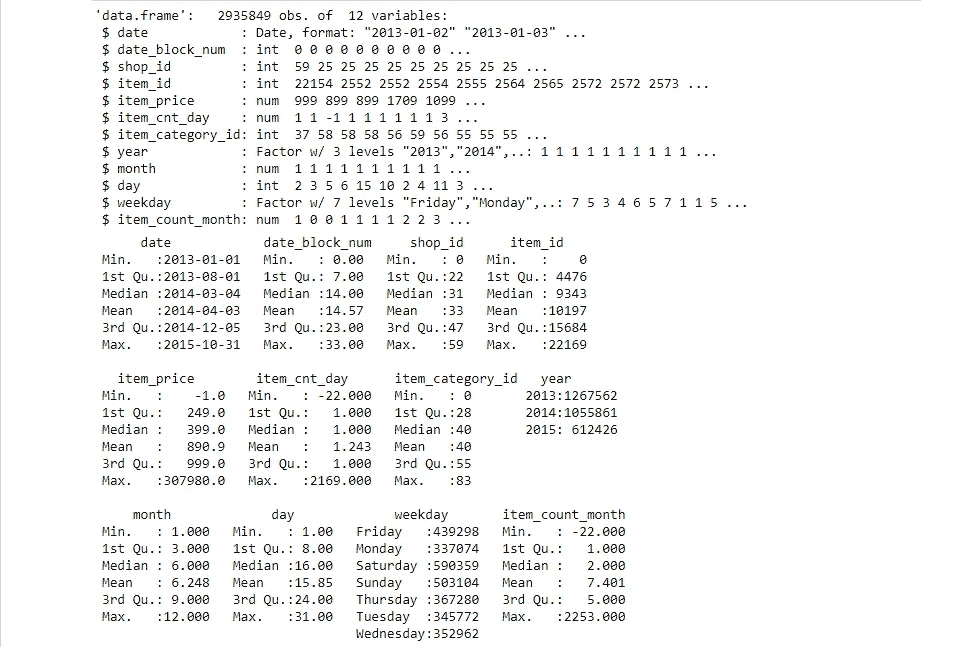 'data.frame':   2935849 obs. of  12 variables:
 $ date            : Date, format: "2013-01-02" "2013-01-03" ...
 $ date_block_num  : int  0 0 0 0 0 0 0 0 0 0 ...
 $ shop_id         : int  59 25 25 25 25 25 25 25 25 25 ...
 $ item_id         : int  22154 2552 2552 2554 2555 2564 2565 2572 2572 2573 ...
 $ item_price      : num  999 899 899 1709 1099 ...
 $ item_cnt_day    : num  1 1 -1 1 1 1 1 1 1 3 ...
 $ item_category_id: int  37 58 58 58 56 59 56 55 55 55 ...
 $ year            : Factor w/ 3 levels "2013","2014",..: 1 1 1 1 1 1 1 1 1 1 ...
 $ month           : num  1 1 1 1 1 1 1 1 1 1 ...
 $ day             : int  2 3 5 6 15 10 2 4 11 3 ...
 $ weekday         : Factor w/ 7 levels "Friday","Monday",..: 7 5 3 4 6 5 7 1 1 5 ...
 $ item_count_month: num  1 0 0 1 1 1 1 2 2 3 ...
      date            date_block_num     shop_id      item_id
 Min.   :2013-01-01   Min.   : 0.00   Min.   : 0   Min.   :    0
 1st Qu.:2013-08-01   1st Qu.: 7.00   1st Qu.:22   1st Qu.: 4476
 Median :2014-03-04   Median :14.00   Median :31   Median : 9343
 Mean   :2014-04-03   Mean   :14.57   Mean   :33   Mean   :10197
 3rd Qu.:2014-12-05   3rd Qu.:23.00   3rd Qu.:47   3rd Qu.:15684
 Max.   :2015-10-31   Max.   :33.00   Max.   :59   Max.   :22169
   item_price        item_cnt_day      item_category_id   year
 Min.   :    -1.0   Min.   : -22.000   Min.   : 0       2013:1267562
 1st Qu.:   249.0   1st Qu.:   1.000   1st Qu.:28       2014:1055861
 Median :   399.0   Median :   1.000   Median :40       2015: 612426
 Mean   :   890.9   Mean   :   1.243   Mean   :40
 3rd Qu.:   999.0   3rd Qu.:   1.000   3rd Qu.:55
 Max.   :307980.0   Max.   :2169.000   Max.   :83
     month             day             weekday       item_count_month
 Min.   : 1.000   Min.   : 1.00   Friday   :439298   Min.   : -22.000
 1st Qu.: 3.000   1st Qu.: 8.00   Monday   :337074   1st Qu.:   1.000
 Median : 6.000   Median :16.00   Saturday :590359   Median :   2.000
 Mean   : 6.248   Mean   :15.85   Sunday   :503104   Mean   :   7.401
 3rd Qu.: 9.000   3rd Qu.:24.00   Thursday :367280   3rd Qu.:   5.000
 Max.   :12.000   Max.   :31.00   Tuesday  :345772   Max.   :2253.000
                                  Wednesday:352962